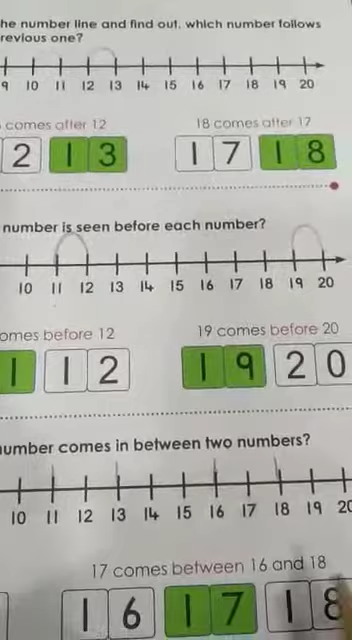 he number line and find out, which number follows
revious one?
9 10 11 12 13 14 15 16 17 18 19 20
comes after 12 18 comes after 17
2 1 3 1 7 1 8
number is seen before each number?
10 11 12 13 14 15 16 17 18 19 20
omes before 12 19 comes before 20
1 1 2 1 9 2 0
umber comes in between two numbers?
10 11 12 13 14 15 16 17 18 19 20
17 comes between 16 and 18
1 6 1 7 1 8